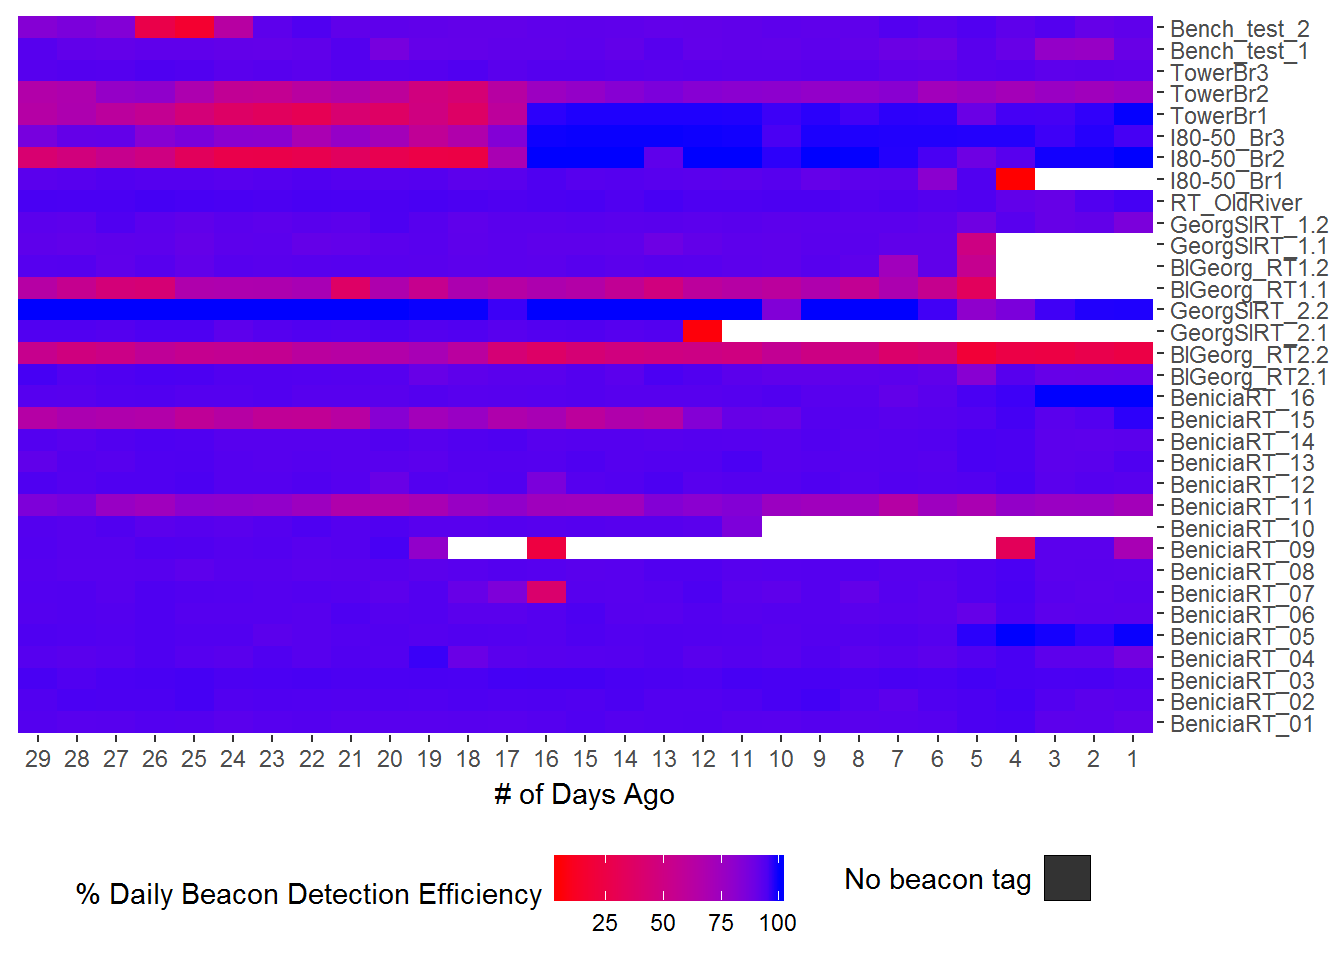 Bench_test_2
Bench_test_1
TowerBr3
TowerBr2
TowerBr1
I80-50_Br3
I80-50_Br2
I80-50_Br1
RT_OldRiver
GeorgSlRT_1.2
GeorgSlRT_1.1
BlGeorg_RT1.2
BlGeorg_RT1.1
GeorgSlRT_2.2
GeorgSlRT_2.1
BlGeorg_RT2.2
BlGeorg_RT2.1
BeniciaRT_16
BeniciaRT_15
BeniciaRT_14
BeniciaRT_13
BeniciaRT_12
BeniciaRT_11
BeniciaRT_10
BeniciaRT_09
BeniciaRT_08
BeniciaRT_07
BeniciaRT_06
BeniciaRT_05
BeniciaRT_04
BeniciaRT_03
BeniciaRT_02
BeniciaRT_01
29 28 27 26 25 24 23 22 21 20 19 18 17 16 15 14 13 12 11 10 9 8 7 6 5 4 3 2 1
# of Days Ago
% Daily Beacon Detection Efficiency
25 50 75 100
No beacon tag